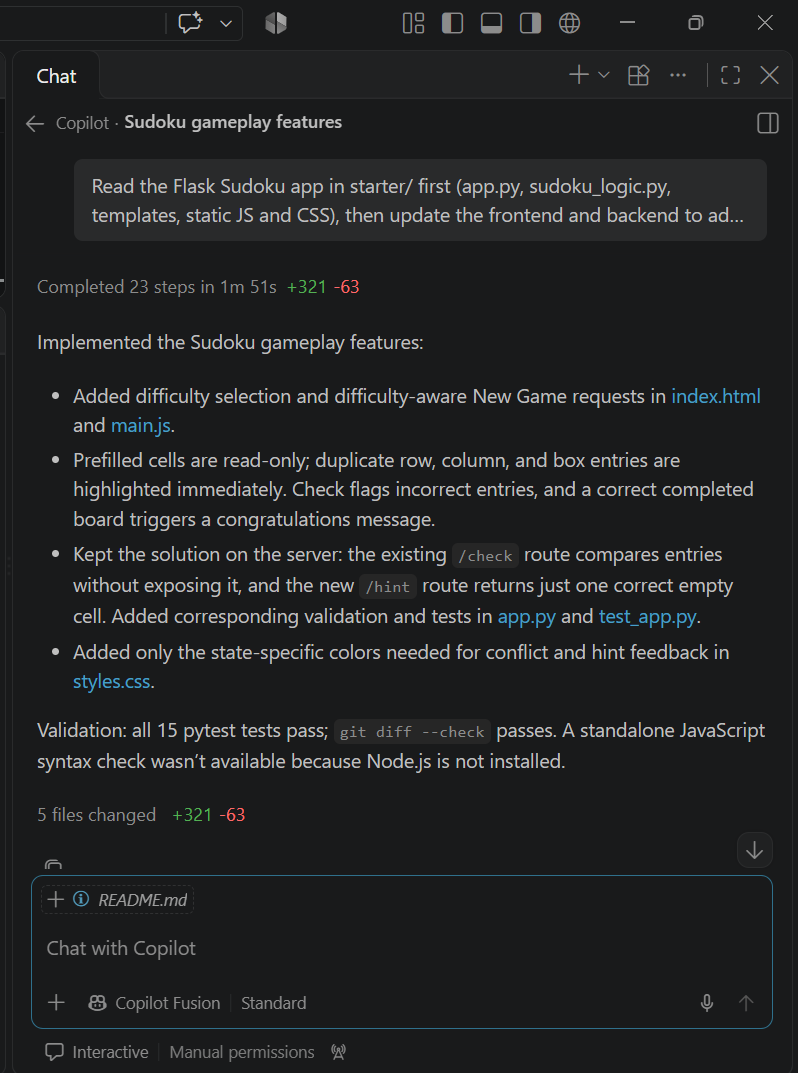 Chat
Copilot · Sudoku gameplay features
Read the Flask Sudoku app in starter/ first (app.py, sudoku_logic.py,
templates, static JS and CSS), then update the frontend and backend to ad...
Completed 23 steps in 1m 51s +321 -63
Implemented the Sudoku gameplay features:
• Added difficulty selection and difficulty-aware New Game requests in index.html
and main.js.
• Prefilled cells are read-only; duplicate row, column, and box entries are
highlighted immediately. Check flags incorrect entries, and a correct completed
board triggers a congratulations message.
• Kept the solution on the server: the existing /check route compares entries
without exposing it, and the new /hint route returns just one correct empty
cell. Added corresponding validation and tests in app.py and test_app.py.
• Added only the state-specific colors needed for conflict and hint feedback in
styles.css.
Validation: all 15 pytest tests pass; git diff --check passes. A standalone JavaScript
syntax check wasn’t available because Node.js is not installed.
5 files changed +321 -63
README.md
Chat with Copilot
Copilot Fusion Standard
Interactive Manual permissions